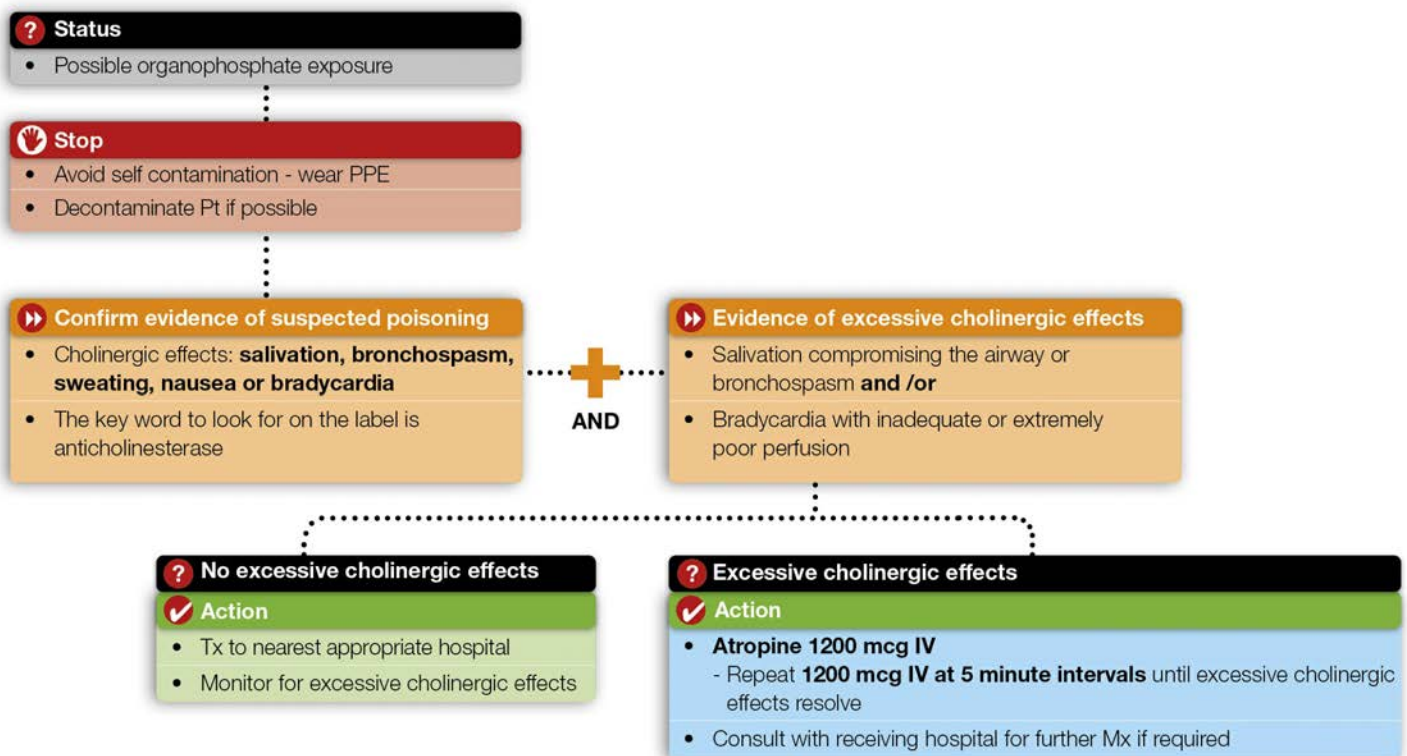 Status
• Possible organophosphate exposure
Stop
• Avoid self contamination - wear PPE
• Decontaminate Pt if possible
Confirm evidence of suspected poisoning
• Cholinergic effects: salivation, bronchospasm,
sweating, nausea or bradycardia
• The key word to look for on the label is
anticholinesterase
AND
Evidence of excessive cholinergic effects
• Salivation compromising the airway or
bronchospasm and /or
• Bradycardia with inadequate or extremely
poor perfusion
No excessive cholinergic effects
Action
• Tx to nearest appropriate hospital
• Monitor for excessive cholinergic effects
Excessive cholinergic effects
Action
• Atropine 1200 mcg IV
- Repeat 1200 mcg IV at 5 minute intervals until excessive cholinergic
effects resolve
• Consult with receiving hospital for further Mx if required